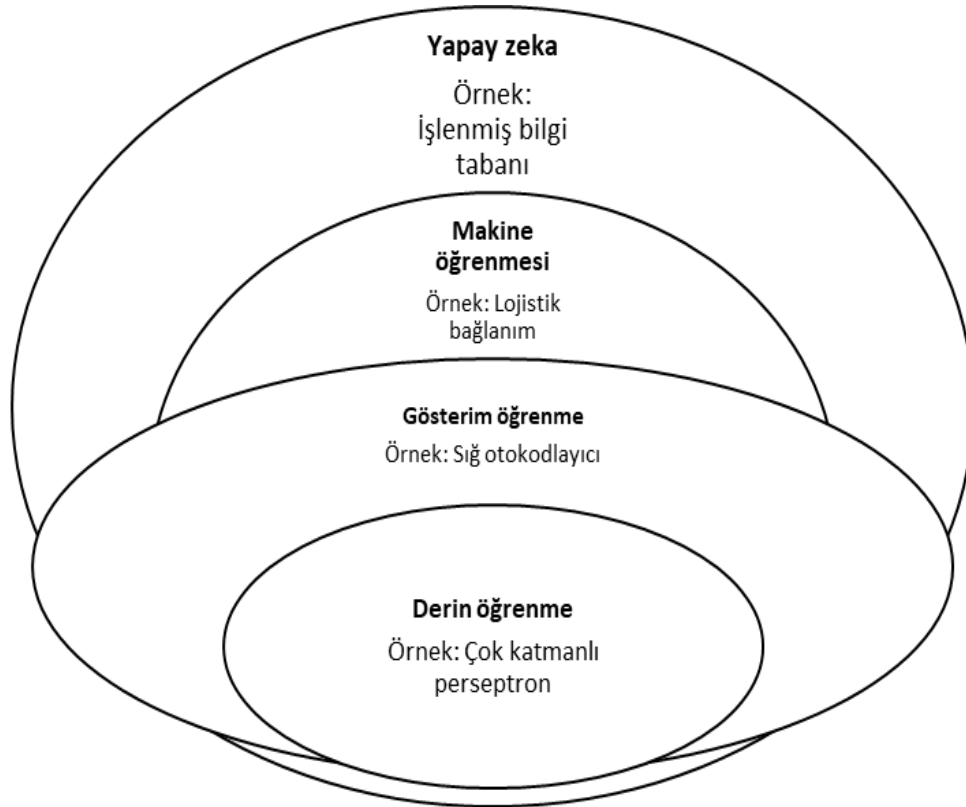 Yapay zeka
Örnek:
İşlenmiş bilgi
tabanı
Makine
öğrenmesi
Örnek: Lojistik
bağlanım
Gösterim öğrenme
Örnek: Sığ otokodlayıcı
Derin öğrenme
Örnek: Çok katmanlı
perseptron